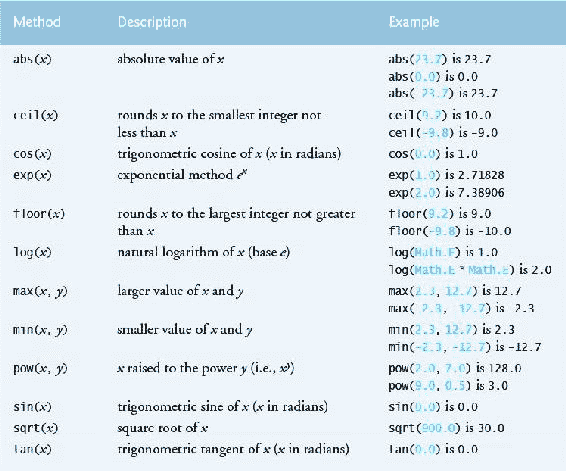 Method Description Example
abs(x) absolute value of x abs(23.7) is 23.7
abs(0.0) is 0.0
abs( 23.7) is 23.7
ceil(x) rounds x to the smallest integer not ceil(9.2) is 10.0
less than x ceil(-9.8) is -9.0
cos(x) trigonometric cosine of x (x in radians) cos(0.0) is 1.0
exp(x) exponential method eˣ exp(1.0) is 2.71828
exp(2.0) is 7.38906
floor(x) rounds x to the largest integer not greater floor(9.2) is 9.0
than x floor(-9.8) is -10.0
log(x) natural logarithm of x (base e) log(Math.E) is 1.0
log(Math.E * Math.E) is 2.0
max(x, y) larger value of x and y max(2.3, 12.7) is 12.7
max( 2.3, 12.7) is 2.3
min(x, y) smaller value of x and y min(2.3, 12.7) is 2.3
min(-2.3, -12.7) is -12.7
pow(x, y) x raised to the power y (i.e., xʸ) pow(2.0, 7.0) is 128.0
pow(9.0, 0.5) is 3.0
sin(x) trigonometric sine of x (x in radians) sin(0.0) is 0.0
sqrt(x) square root of x sqrt(900.0) is 30.0
tan(x) trigonometric tangent of x (x in radians) tan(0.0) is 0.0